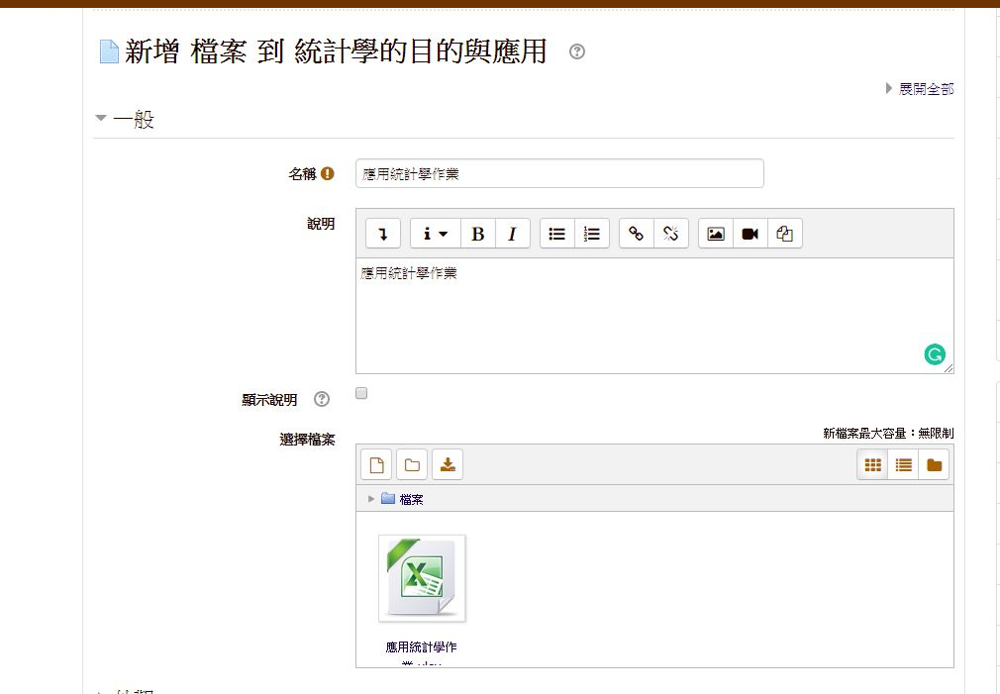 新增 檔案 到 統計學的目的與應用
展開全部
一般
名稱
應用統計學作業
說明
B I
應用統計學作業
顯示說明
選擇檔案
新檔案最大容量：無限制
檔案
應用統計學作
業.xlsx